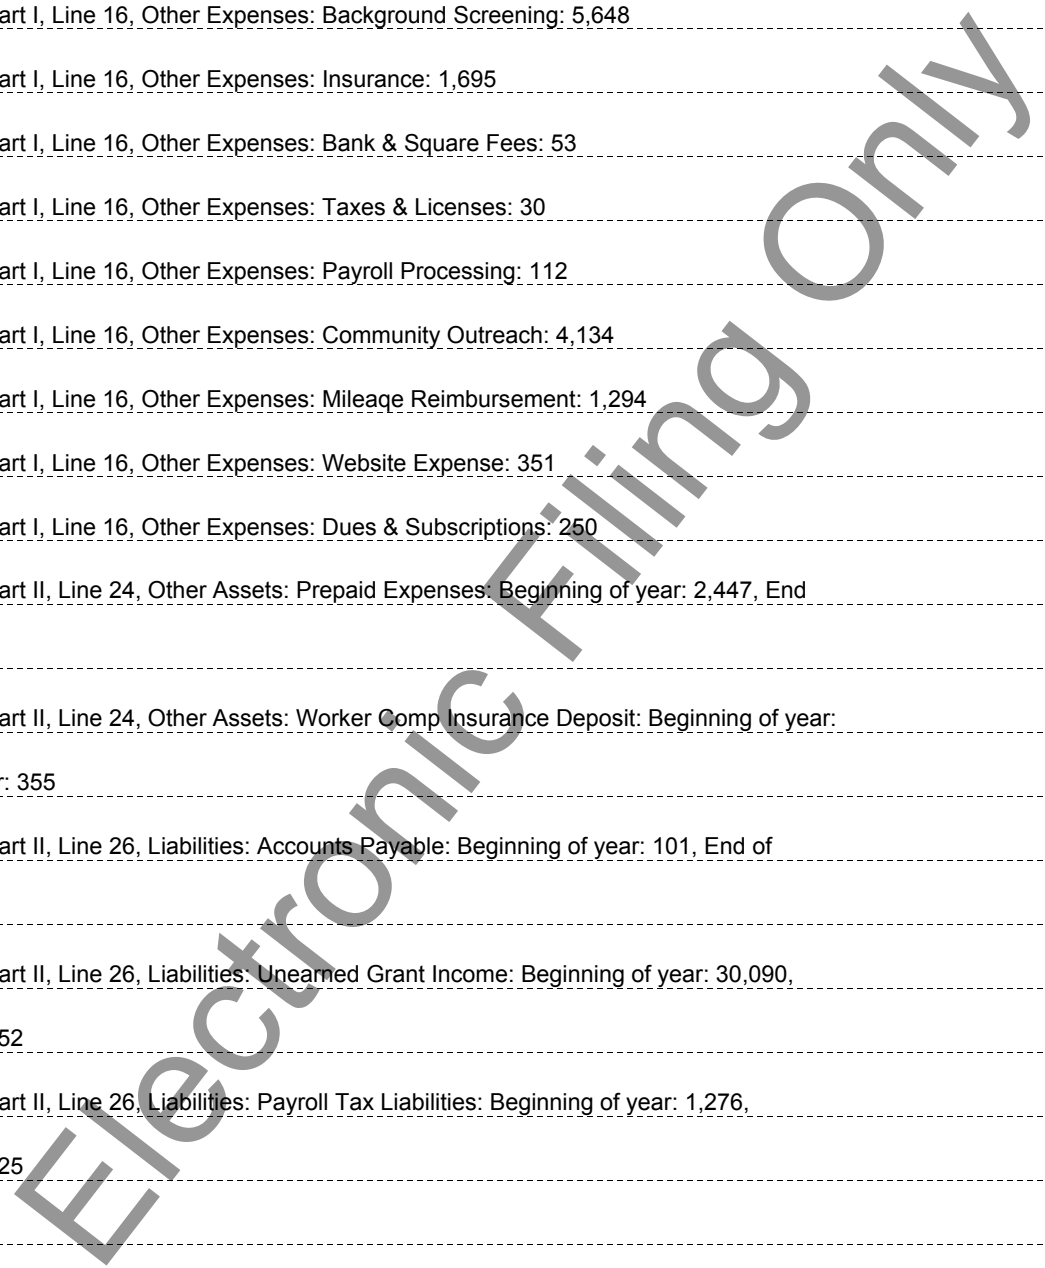 art I, Line 16, Other Expenses: Background Screening: 5,648
art I, Line 16, Other Expenses: Insurance: 1,695
art I, Line 16, Other Expenses: Bank & Square Fees: 53
art I, Line 16, Other Expenses: Taxes & Licenses: 30
art I, Line 16, Other Expenses: Payroll Processing: 112
art I, Line 16, Other Expenses: Community Outreach: 4,134
art I, Line 16, Other Expenses: Mileaqe Reimbursement: 1,294
art I, Line 16, Other Expenses: Website Expense: 351
art I, Line 16, Other Expenses: Dues & Subscriptions: 250
art II, Line 24, Other Assets: Prepaid Expenses: Beginning of year: 2,447, End
art II, Line 24, Other Assets: Worker Comp Insurance Deposit: Beginning of year:
r: 355
art II, Line 26, Liabilities: Accounts Payable: Beginning of year: 101, End of
art II, Line 26, Liabilities: Unearned Grant Income: Beginning of year: 30,090,
52
art II, Line 26, Liabilities: Payroll Tax Liabilities: Beginning of year: 1,276,
25
Electronic Filing Only